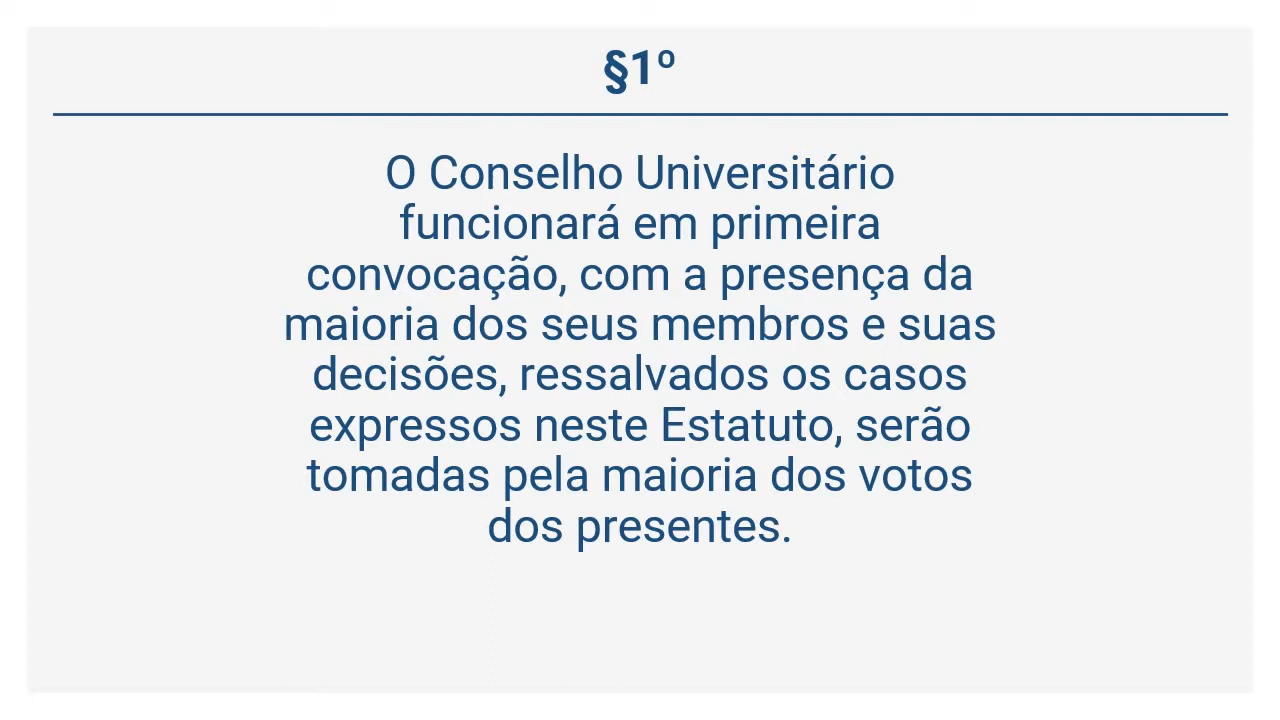 §1º
O Conselho Universitário
funcionará em primeira
convocação, com a presença da
maioria dos seus membros e suas
decisões, ressalvados os casos
expressos neste Estatuto, serão
tomadas pela maioria dos votos
dos presentes.